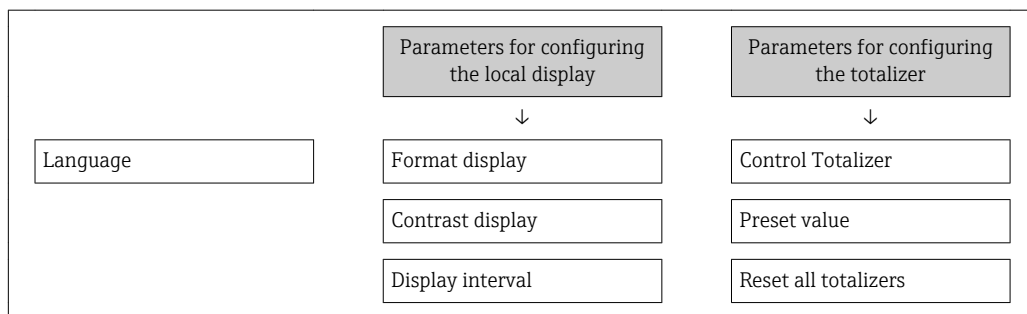 Parameters for configuring
the local display
Parameters for configuring
the totalizer
↓
↓
Language
Format display
Control Totalizer
Contrast display
Preset value
Display interval
Reset all totalizers